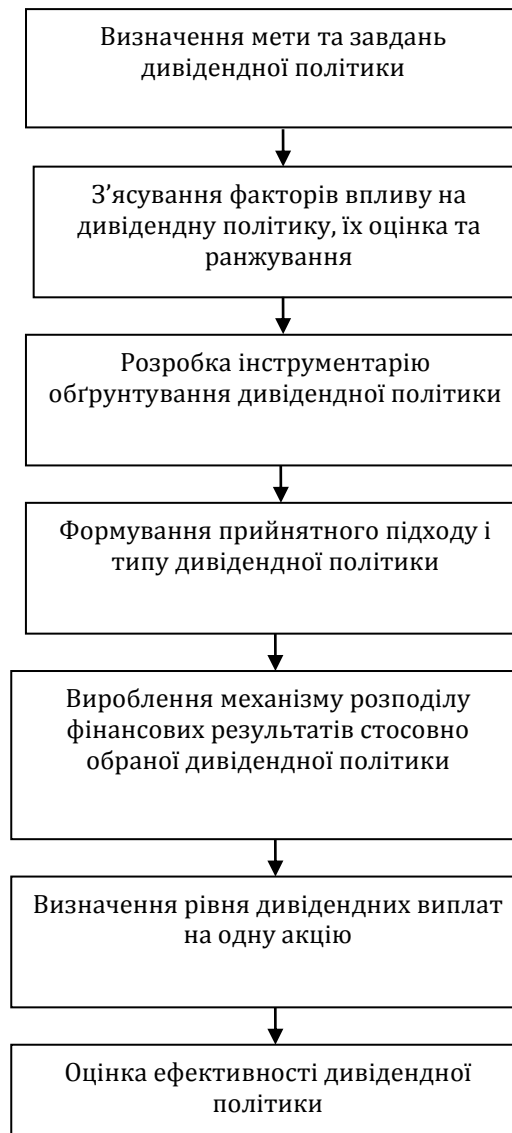 Визначення мети та завдань
дивідендної політики
З’ясування факторів впливу на
дивідендну політику, їх оцінка та
ранжування
Розробка інструментарію
обґрунтування дивідендної політики
Формування прийнятного підходу і
типу дивідендної політики
Вироблення механізму розподілу
фінансових результатів стосовно
обраної дивідендної політики
Визначення рівня дивідендних виплат
на одну акцію
Оцінка ефективності дивідендної
політики